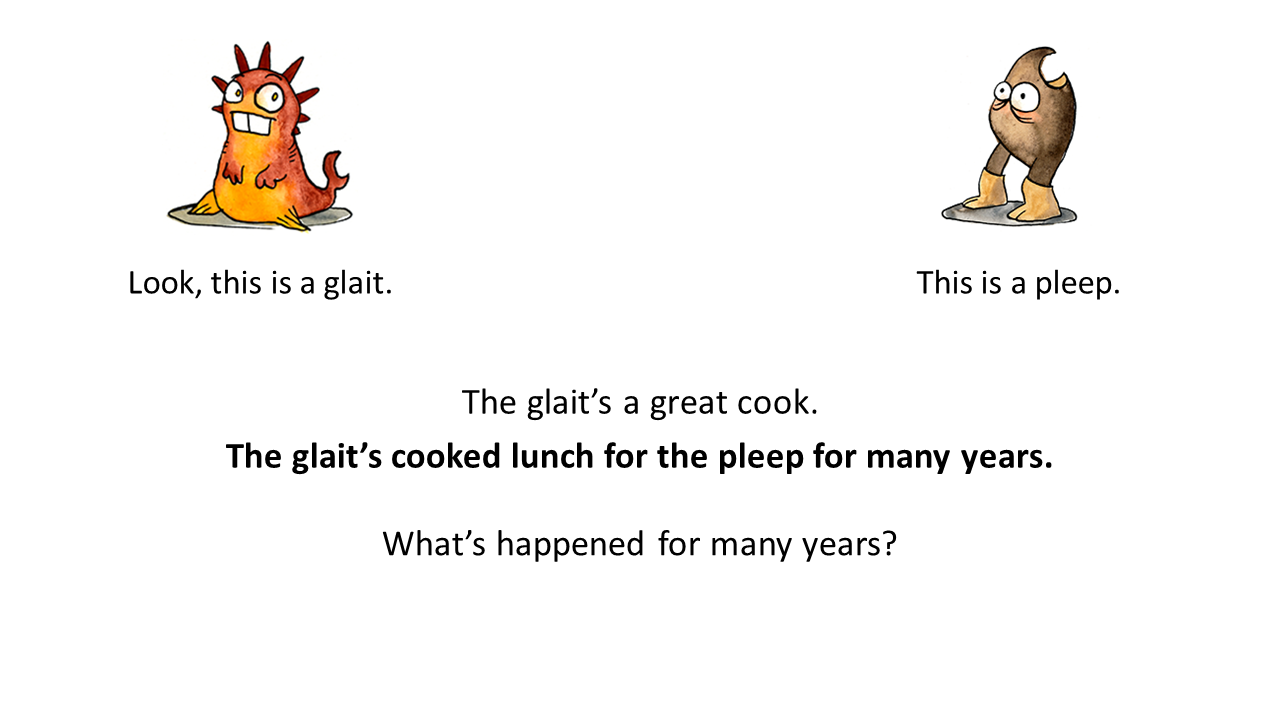 Look, this is a glait.
This is a pleep.
The glait’s a great cook.
The glait’s cooked lunch for the pleep for many years.
What’s happened for many years?